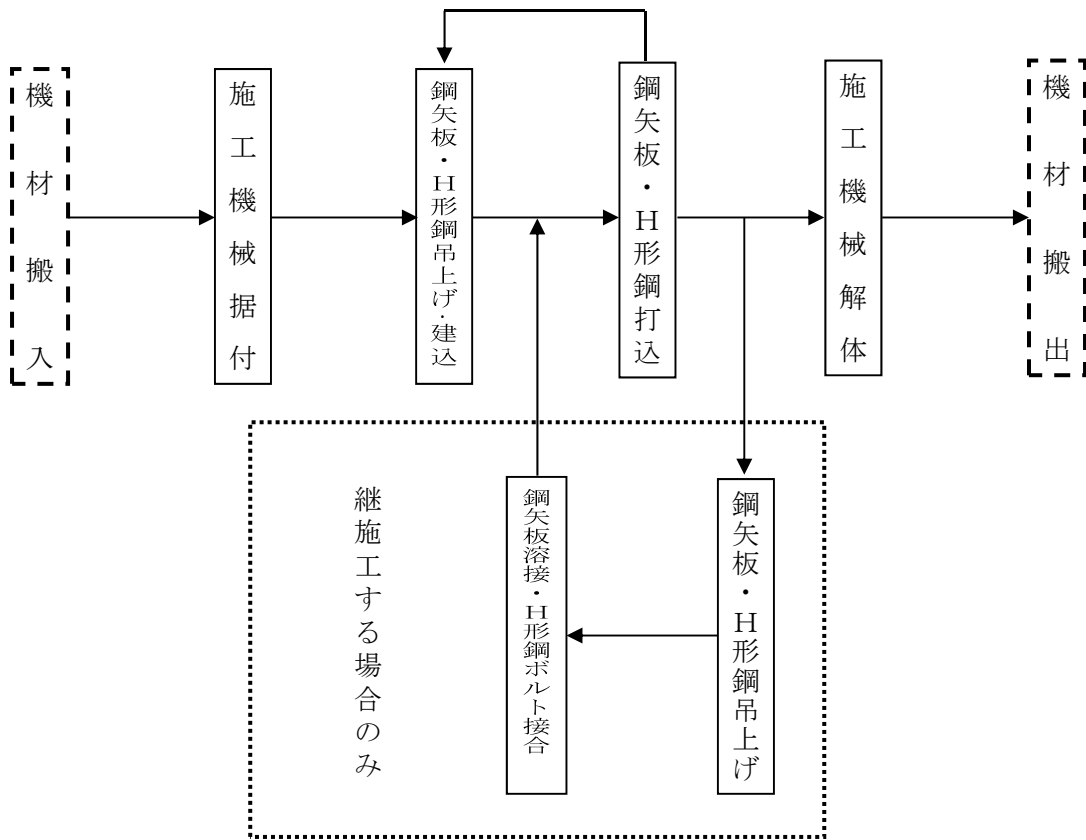 機材搬入
施工機械据付
鋼矢板・Ｈ形鋼吊上げ・建込
鋼矢板・Ｈ形鋼打込
施工機械解体
機材搬出
継施工する場合のみ
鋼矢板溶接・Ｈ形鋼ボルト接合
鋼矢板・Ｈ形鋼吊上げ